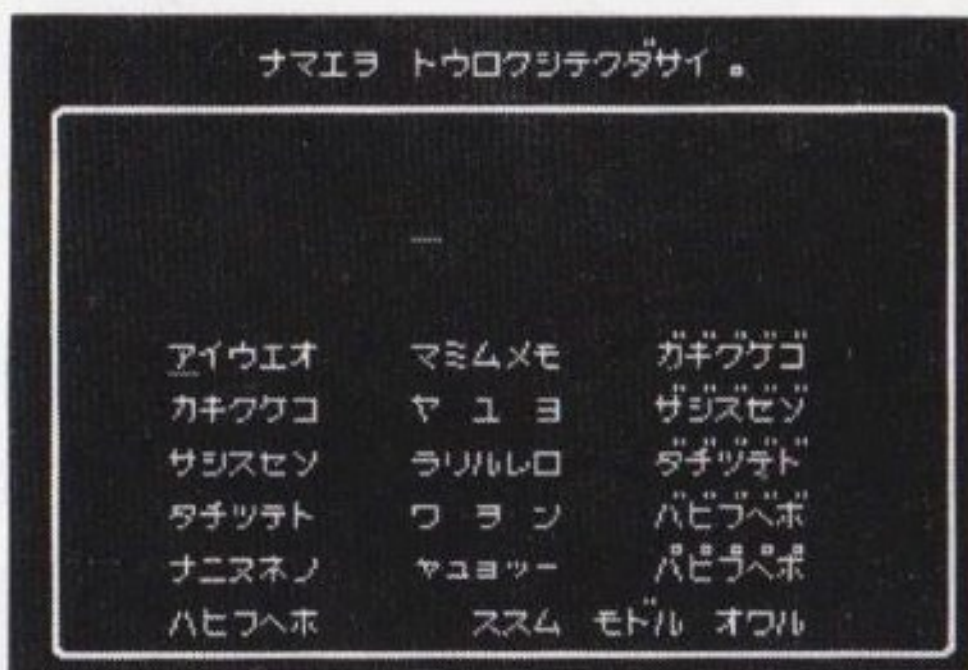 ナマエヲ トウロクシテクダサイ。
アイウエオ マミムメモ ガギグゲゴ
カキクケコ ヤ ユ ヨ ザジズゼゾ
サシスセソ ラリルレロ ダヂヅデド
タチツテト ワ ヲ ン バビブベボ
ナニヌネノ ャュョッー パピプペポ
ハヒフヘホ ススム モドル オワル